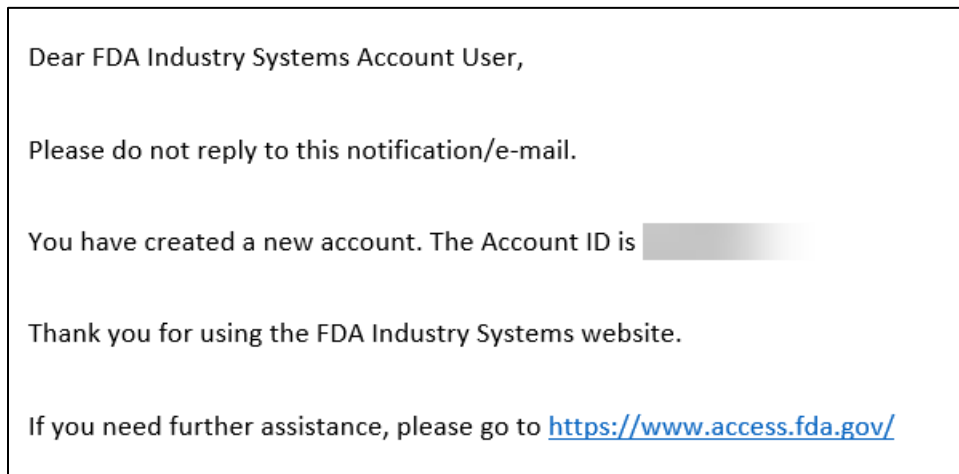 Dear FDA Industry Systems Account User,
Please do not reply to this notification/e-mail.
You have created a new account. The Account ID is
Thank you for using the FDA Industry Systems website.
If you need further assistance, please go to https://www.access.fda.gov/